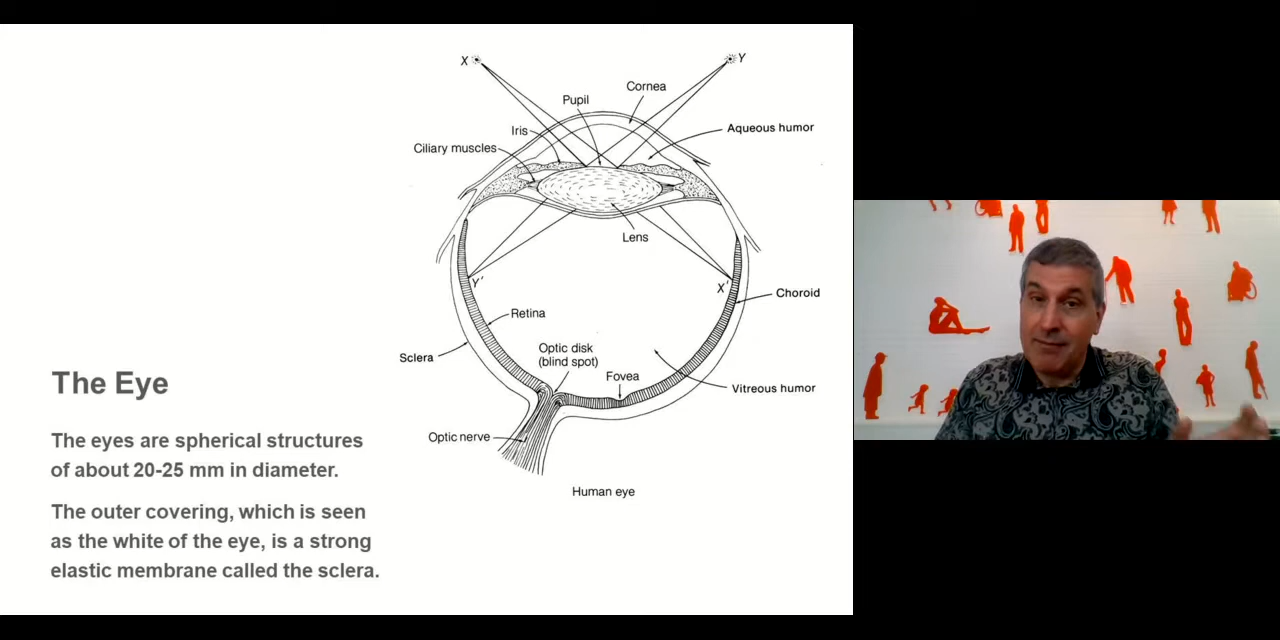 X
Y
Cornea
Pupil
Aqueous humor
Iris
Ciliary muscles
Lens
Y'
X'
Choroid
Retina
Optic disk
(blind spot)
Sclera
Fovea
Vitreous humor
Optic nerve
Human eye
The Eye
The eyes are spherical structures
of about 20-25 mm in diameter.
The outer covering, which is seen
as the white of the eye, is a strong
elastic membrane called the sclera.